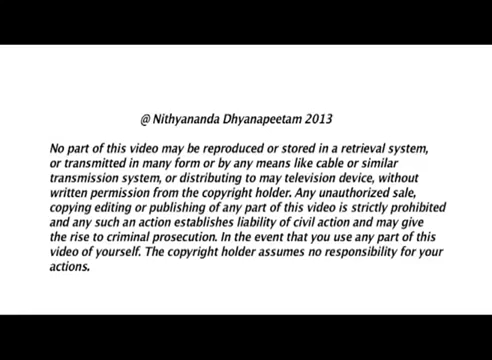 @ Nithyananda Dhyanapeetam 2013
No part of this video may be reproduced or stored in a retrieval system,
or transmitted in many form or by any means like cable or similar
transmission system, or distributing to may television device, without
written permission from the copyright holder. Any unauthorized sale,
copying editing or publishing of any part of this video is strictly prohibited
and any such an action establishes liability of civil action and may give
the rise to criminal prosecution. In the event that you use any part of this
video of yourself. The copyright holder assumes no responsibility for your
actions.